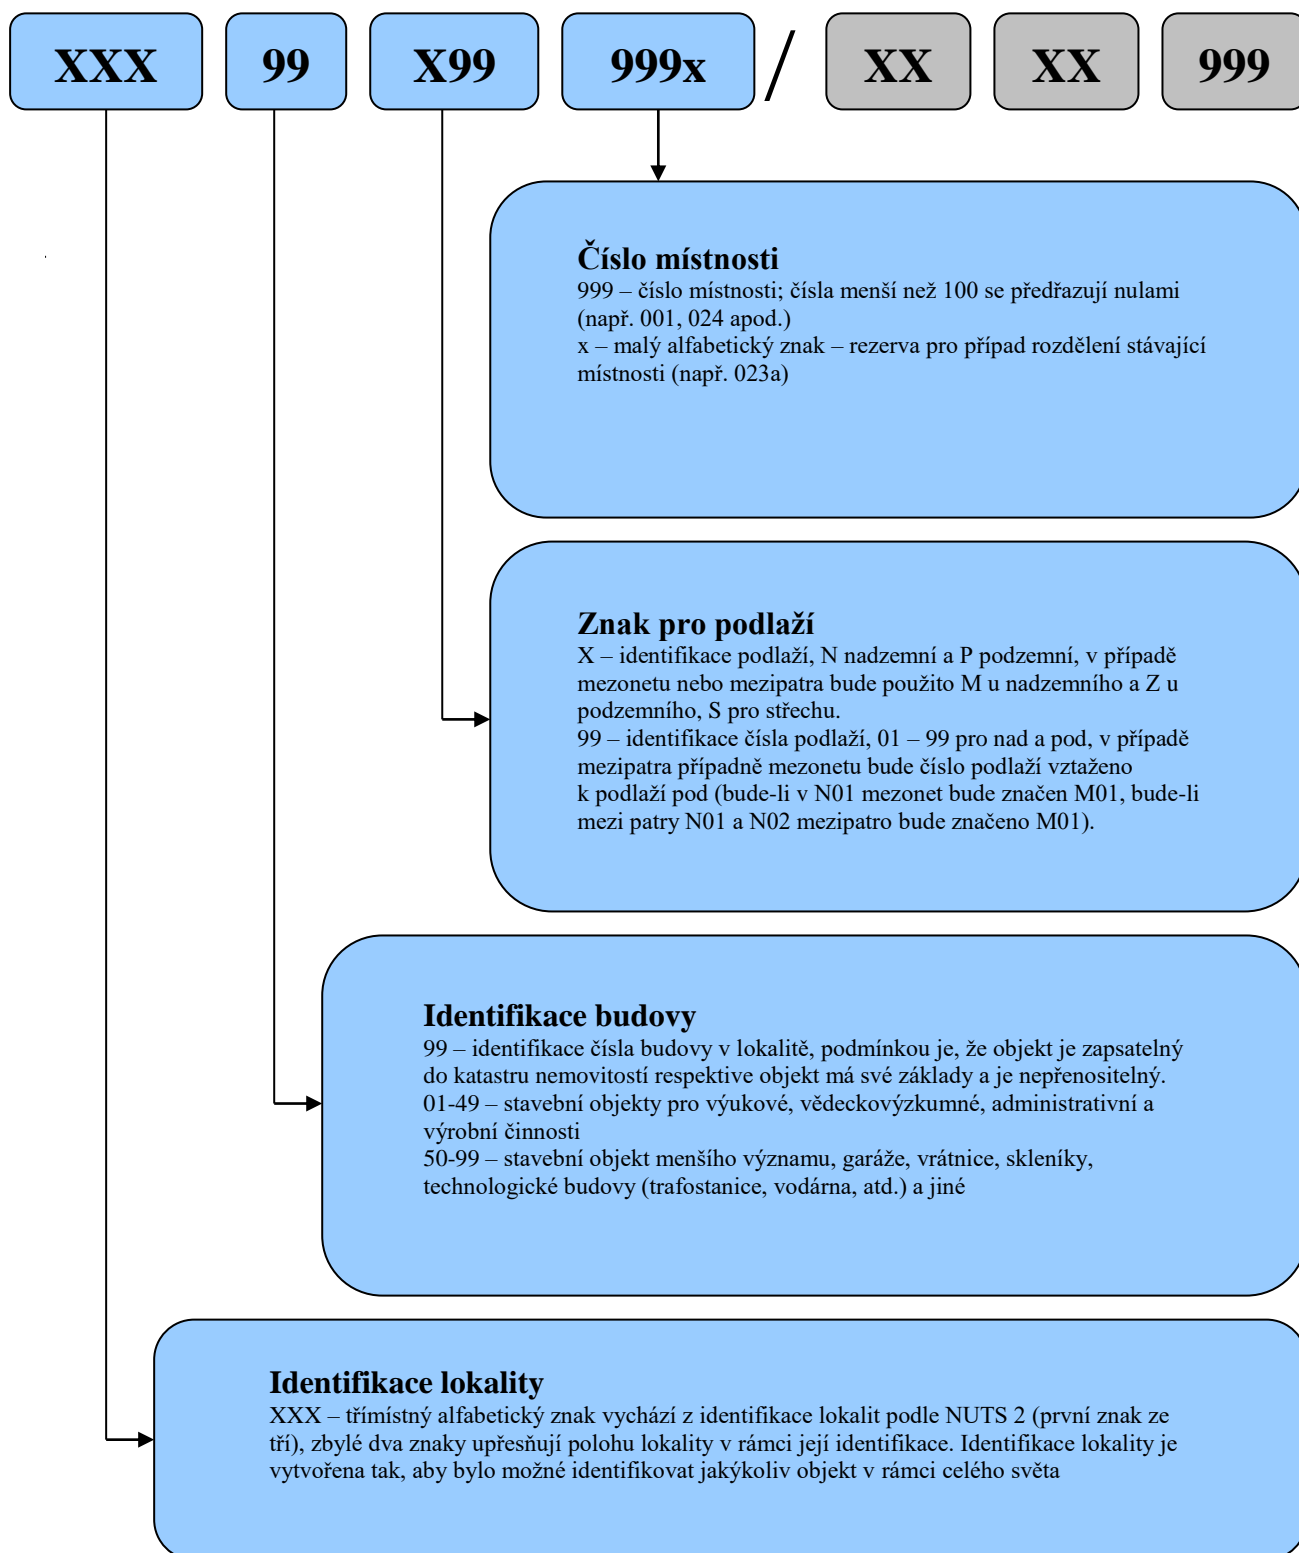 XXX 99 X99 999x / XX XX 999
Číslo místnosti
999 – číslo místnosti; čísla menší než 100 se předřazují nulami
(např. 001, 024 apod.)
x – malý alfabetický znak – rezerva pro případ rozdělení stávající
místnosti (např. 023a)
Znak pro podlaží
X – identifikace podlaží, N nadzemní a P podzemní, v případě
mezonetu nebo mezipatra bude použito M u nadzemního a Z u
podzemního, S pro střechu.
99 – identifikace čísla podlaží, 01 – 99 pro nad a pod, v případě
mezipatra případně mezonetu bude číslo podlaží vztaženo
k podlaží pod (bude-li v N01 mezonet bude značen M01, bude-li
mezi patry N01 a N02 mezipatro bude značeno M01).
Identifikace budovy
99 – identifikace čísla budovy v lokalitě, podmínkou je, že objekt je zapsatelný
do katastru nemovitostí respektive objekt má své základy a je nepřenositelný.
01-49 – stavební objekty pro výukové, vědeckovýzkumné, administrativní a
výrobní činnosti
50-99 – stavební objekt menšího významu, garáže, vrátnice, skleníky,
technologické budovy (trafostanice, vodárna, atd.) a jiné
Identifikace lokality
XXX – třímístný alfabetický znak vychází z identifikace lokalit podle NUTS 2 (první znak ze
tří), zbylé dva znaky upřesňují polohu lokality v rámci její identifikace. Identifikace lokality je
vytvořena tak, aby bylo možné identifikovat jakýkoliv objekt v rámci celého světa